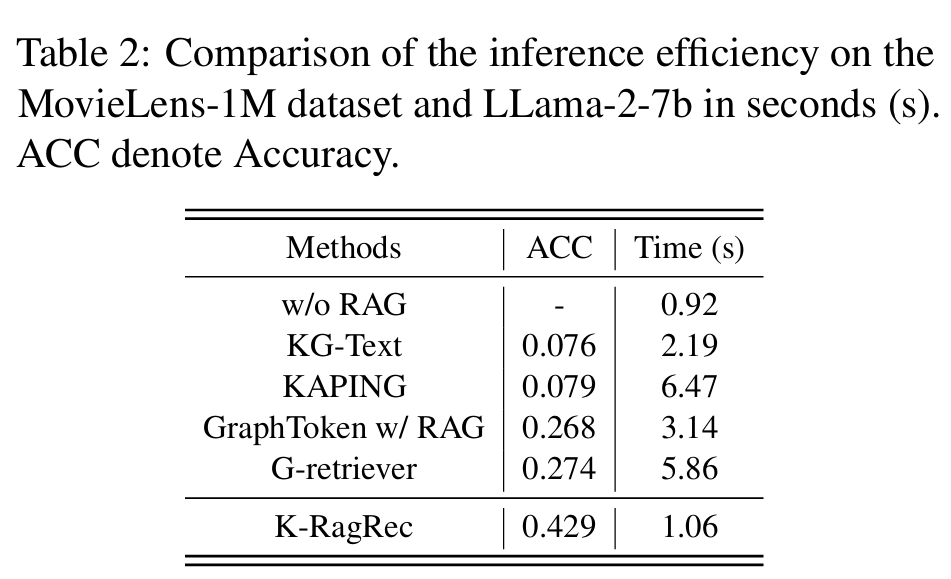 Table 2: Comparison of the inference efficiency on the
MovieLens-1M dataset and LLama-2-7b in seconds (s).
ACC denote Accuracy.
Methods ACC Time (s)
w/o RAG - 0.92
KG-Text 0.076 2.19
KAPING 0.079 6.47
GraphToken w/ RAG 0.268 3.14
G-retriever 0.274 5.86
K-RagRec 0.429 1.06